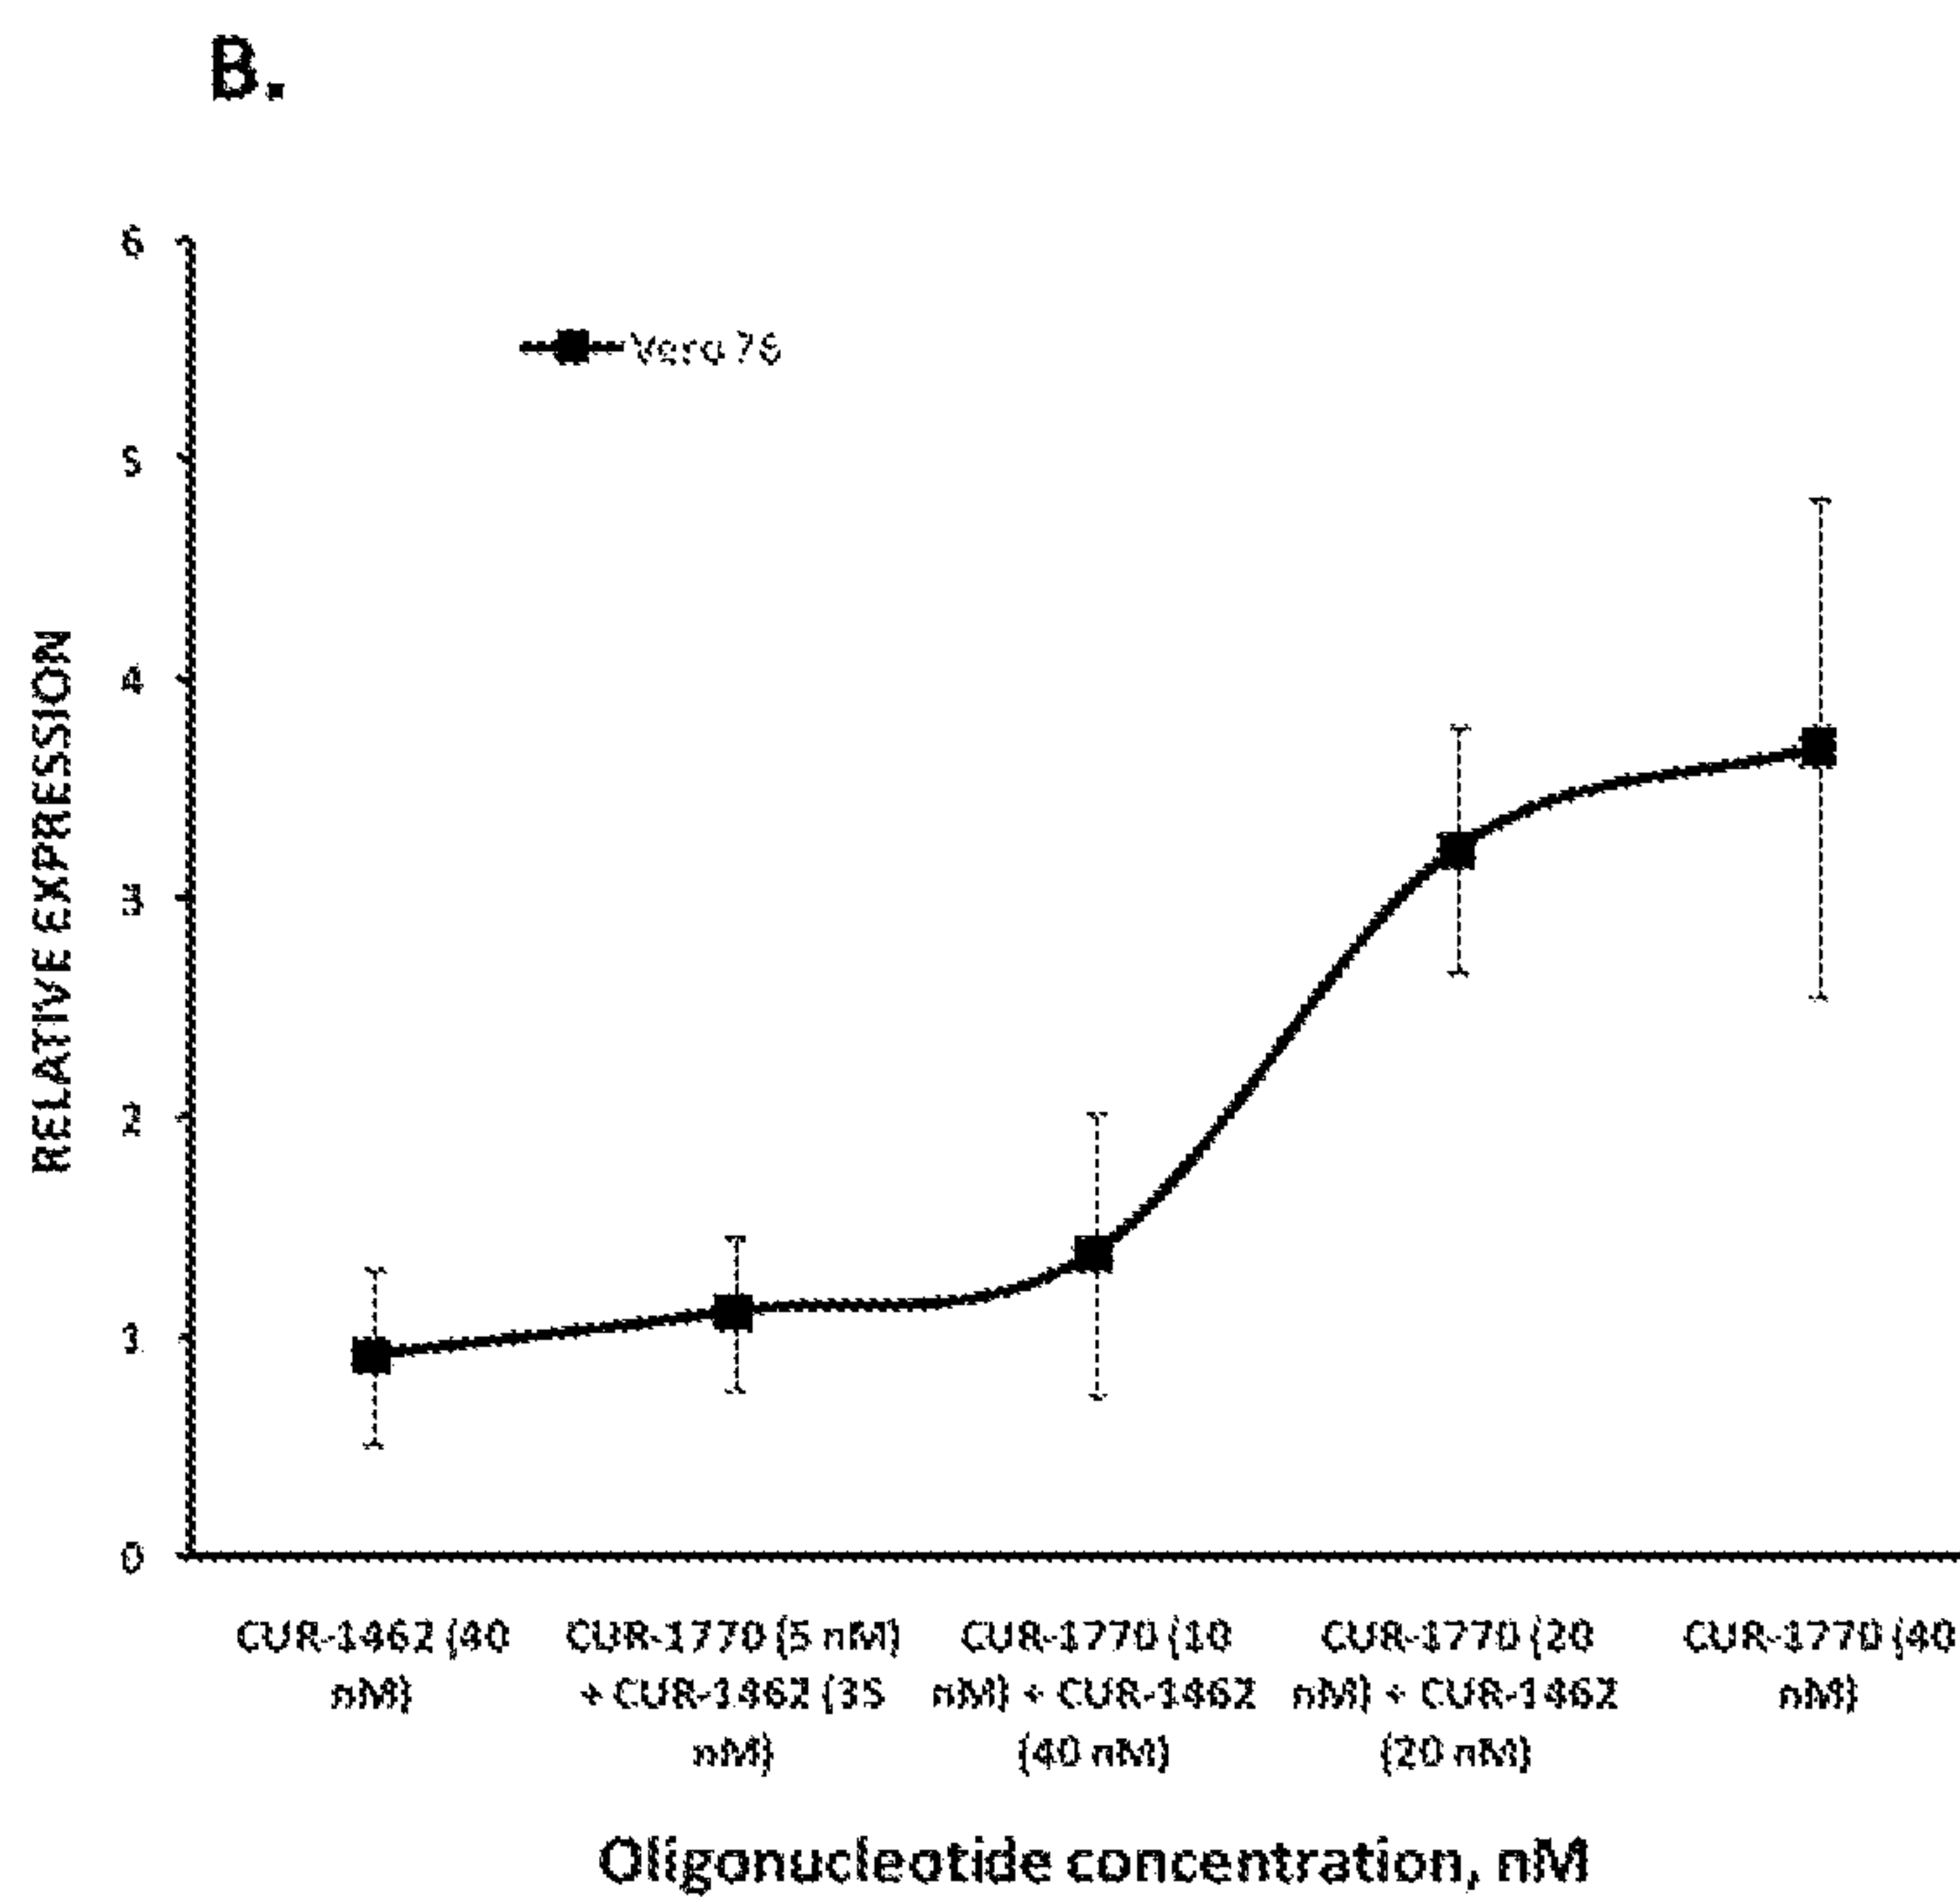 B.
6
5
4
3
2
1
0
Vero 76
RELATIVE EXPRESSION
CUR-1462 (40
nM)
CUR-1770 (5 nM)
+ CUR-1462 (35
nM)
CUR-1770 (10
nM) + CUR-1462
(40 nM)
CUR-1770 (20
nM) + CUR-1462
(20 nM)
CUR-1770 (40
nM)
Oligonucleotide concentration, nM